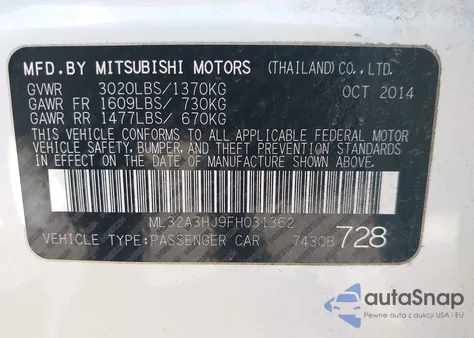 MFD.BY MITSUBISHI MOTORS (THAILAND) CO., LTD.
GVWR 3020LBS/1370KG OCT 2014
GAWR FR 1609LBS/ 730KG
GAWR RR 1477LBS/ 670KG
THIS VEHICLE CONFORMS TO ALL APPLICABLE FEDERAL MOTOR
VEHICLE SAFETY, BUMPER, AND THEFT PREVENTION STANDARDS
IN EFFECT ON THE DATE OF MANUFACTURE SHOWN ABOVE.
ML32A3HJ9FH031362
VEHICLE TYPE:PASSENGER CAR 7430B 728
autoSnap
Pewne auta z dopłatą USA i EU